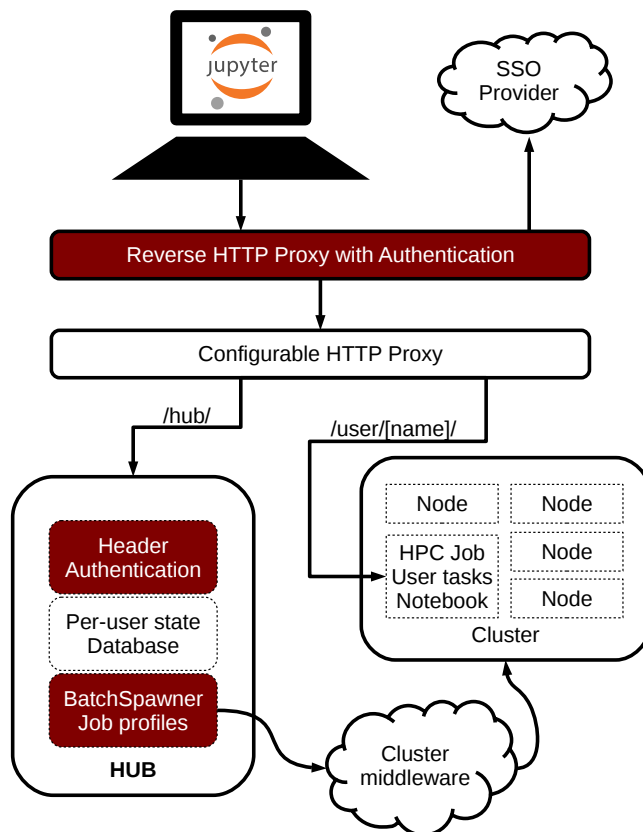 jupyter
SSO
Provider
Reverse HTTP Proxy with Authentication
Configurable HTTP Proxy
/hub/
/user/[name]/
Header
Authentication
Per-user state
Database
BatchSpawner
Job profiles
HUB
Node
Node
HPC Job
User tasks
Notebook
Node
Node
Cluster
Cluster
middleware